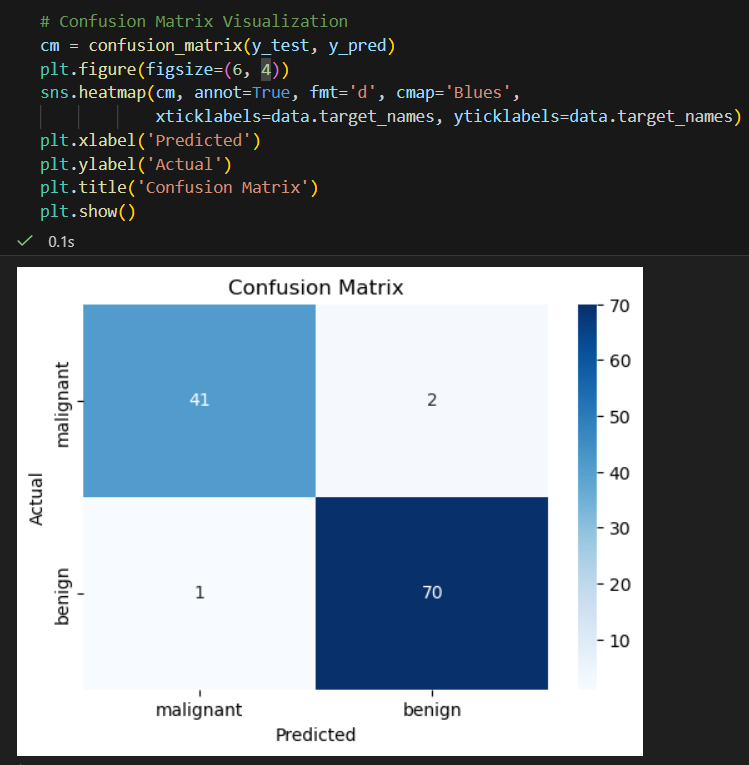 # Confusion Matrix Visualization
cm = confusion_matrix(y_test, y_pred)
plt.figure(figsize=(6, 4))
sns.heatmap(cm, annot=True, fmt='d', cmap='Blues',
            xticklabels=data.target_names, yticklabels=data.target_names)
plt.xlabel('Predicted')
plt.ylabel('Actual')
plt.title('Confusion Matrix')
plt.show()
0.1s
Confusion Matrix
Actual
malignant
41
2
benign
1
70
malignant
benign
Predicted
70
60
50
40
30
20
10